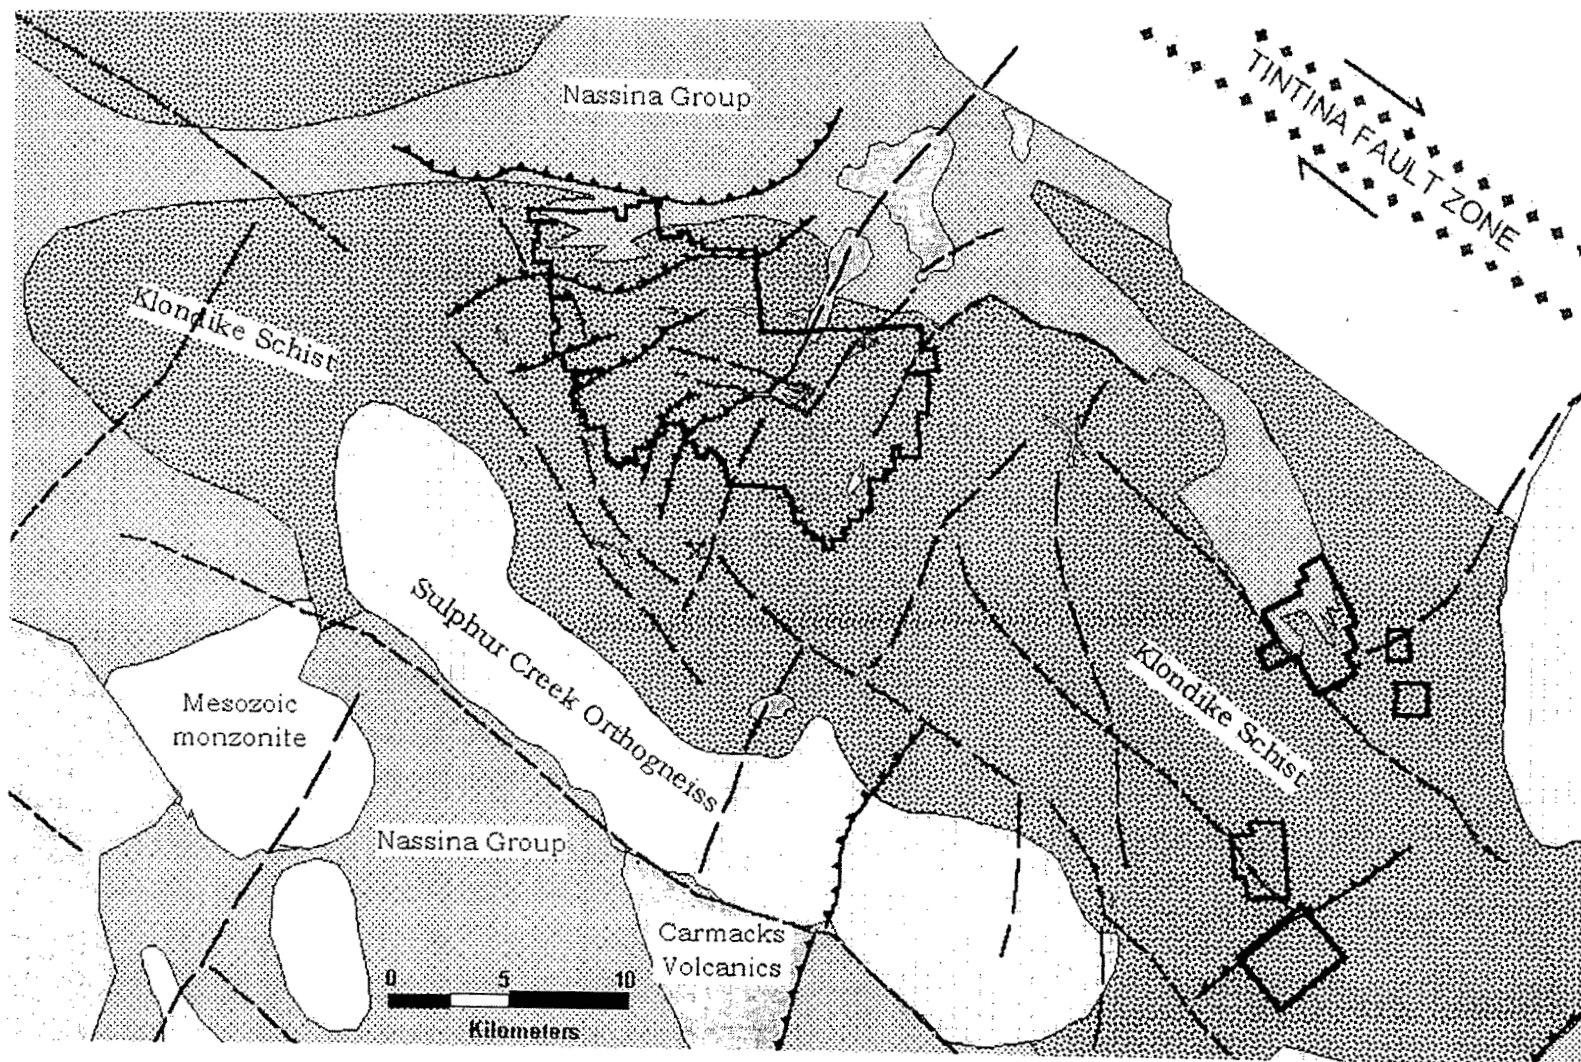 Nassina Group
TINTINA FAULT ZONE
Klondike Schist
Sulphur Creek Orthogneiss
Klondike Schist
Mesozoic
monzonite
Nassina Group
Carmacks
Volcanics
0 5 10
Kilometers